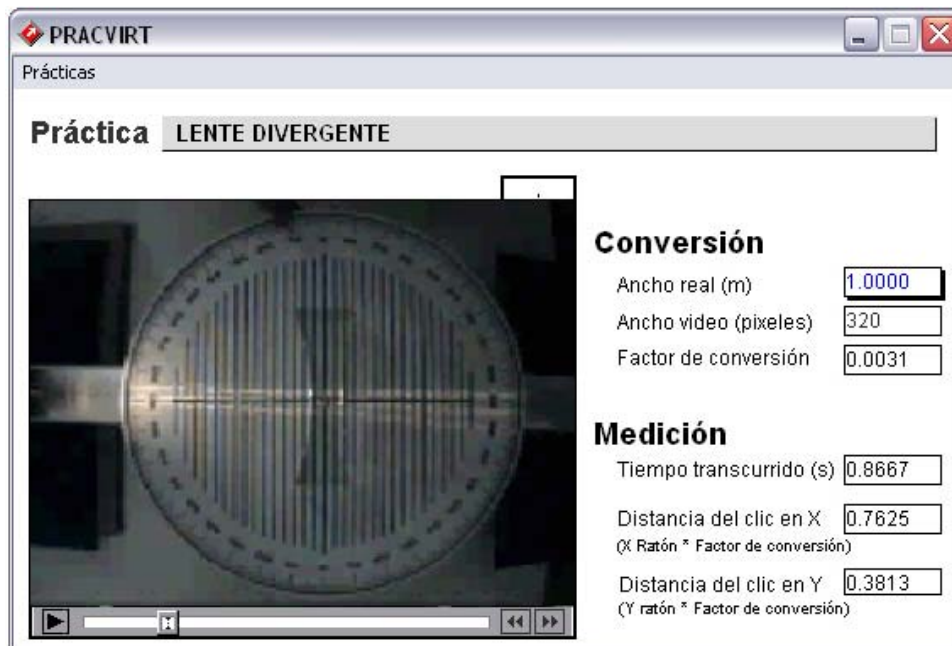 PRACVIRT
Prácticas
Práctica LENTE DIVERGENTE
Conversión
Ancho real (m) 1.0000
Ancho video (pixeles) 320
Factor de conversión 0.0031
Medición
Tiempo transcurrido (s) 0.8667
Distancia del clic en X 0.7625
(X Ratón * Factor de conversión)
Distancia del clic en Y 0.3813
(Y ratón * Factor de conversión)